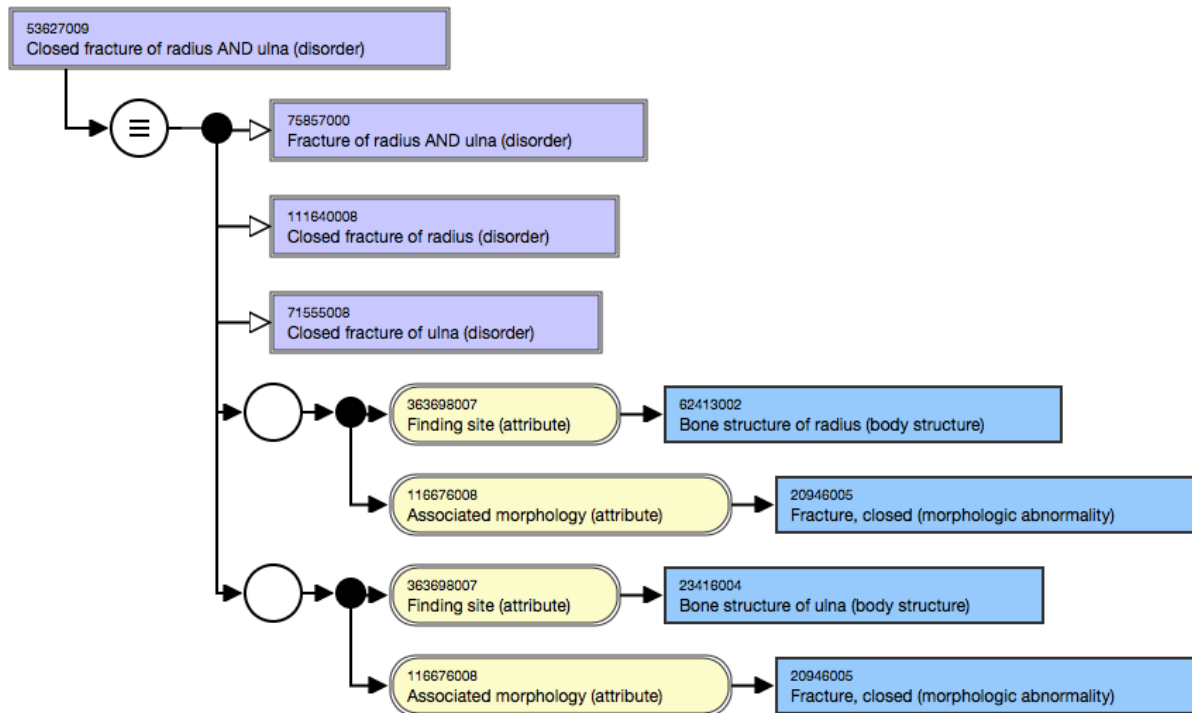 53627009
Closed fracture of radius AND ulna (disorder)
75857000
Fracture of radius AND ulna (disorder)
111640008
Closed fracture of radius (disorder)
71555008
Closed fracture of ulna (disorder)
363698007
Finding site (attribute)
62413002
Bone structure of radius (body structure)
116676008
Associated morphology (attribute)
20946005
Fracture, closed (morphologic abnormality)
363698007
Finding site (attribute)
23416004
Bone structure of ulna (body structure)
116676008
Associated morphology (attribute)
20946005
Fracture, closed (morphologic abnormality)